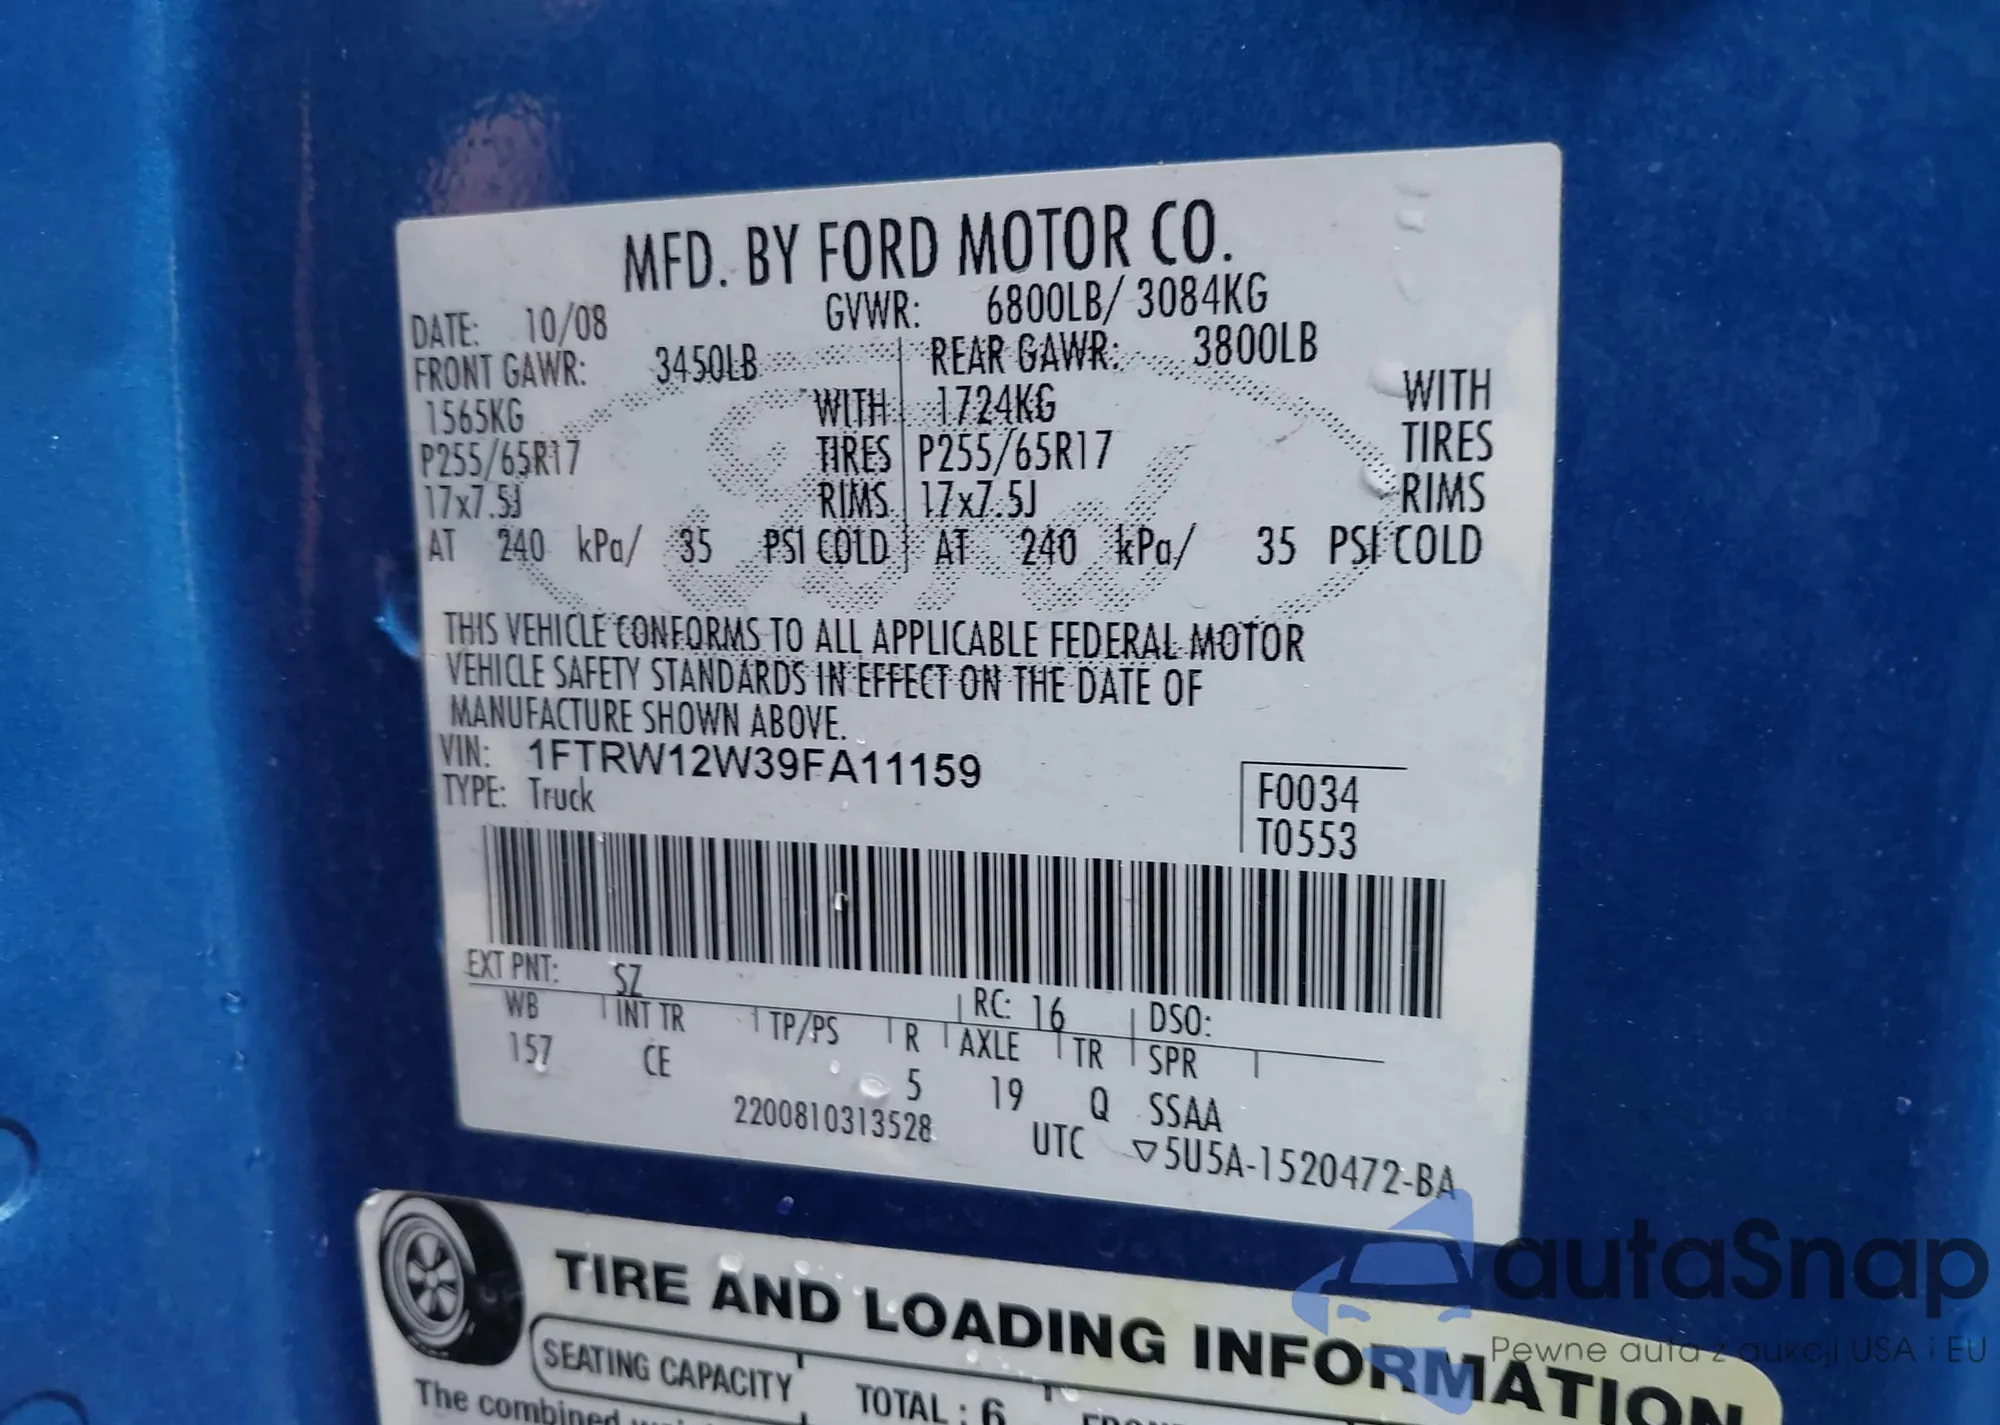 MFD. BY FORD MOTOR CO.
DATE: 10/08 GVWR: 6800LB/ 3084KG
FRONT GAWR: 3450LB REAR GAWR: 3800LB
1565KG WITH 1724KG WITH
P255/65R17 TIRES P255/65R17 TIRES
17x7.5J RIMS 17x7.5J RIMS
AT 240 kPa/ 35 PSI COLD AT 240 kPa/ 35 PSI COLD
THIS VEHICLE CONFORMS TO ALL APPLICABLE FEDERAL MOTOR
VEHICLE SAFETY STANDARDS IN EFFECT ON THE DATE OF
MANUFACTURE SHOWN ABOVE.
VIN: 1FTRW12W39FA11159
TYPE: Truck
F0034
T0553
EXT PNT: SZ RC: 16 DSO:
WB INT TR TP/PS R AXLE TR SPR
157 CE 5 19 Q SSAA
2200810313528 UTC ▽5U5A-1520472-BA
TIRE AND LOADING INFORMATION
SEATING CAPACITY TOTAL : 6
The combined
autaSnap
Pewne auta z aukcji USA i EU